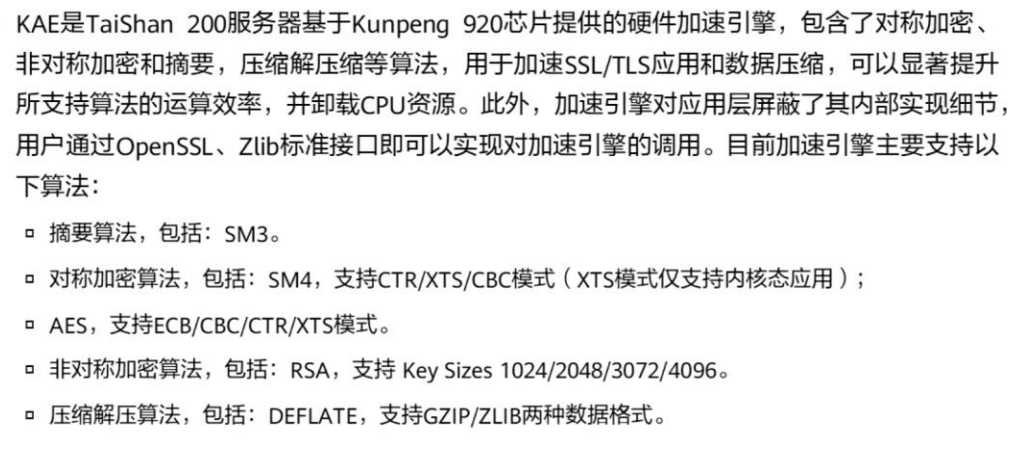 KAE是TaiShan 200服务器基于Kunpeng 920芯片提供的硬件加速引擎，包含了对称加密、
非对称加密和摘要，压缩解压缩等算法，用于加速SSL/TLS应用和数据压缩，可以显著提升
所支持算法的运算效率，并卸载CPU资源。此外，加速引擎对应用层屏蔽了其内部实现细节，
用户通过OpenSSL、Zlib标准接口即可以实现对加速引擎的调用。目前加速引擎主要支持以
下算法：
▫ 摘要算法，包括：SM3。
▫ 对称加密算法，包括：SM4，支持CTR/XTS/CBC模式（XTS模式仅支持内核态应用）；
▫ AES，支持ECB/CBC/CTR/XTS模式。
▫ 非对称加密算法，包括：RSA，支持 Key Sizes 1024/2048/3072/4096。
▫ 压缩解压算法，包括：DEFLATE，支持GZIP/ZLIB两种数据格式。